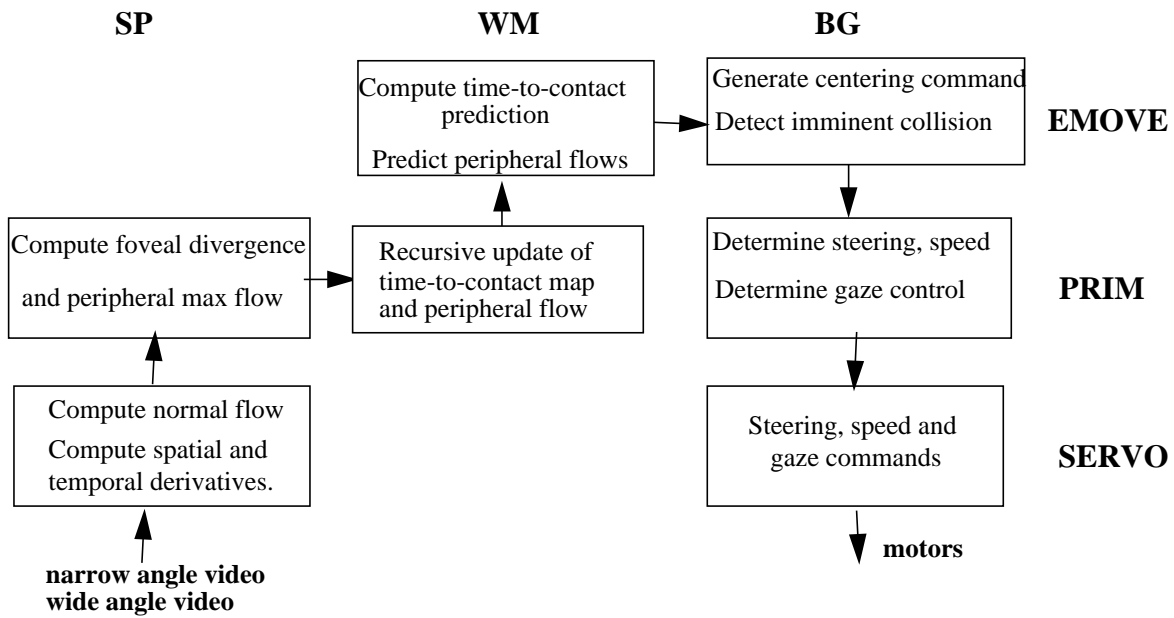 SP
WM
BG
Compute time-to-contact
prediction
Predict peripheral flows
Generate centering command
Detect imminent collision
EMOVE
Compute foveal divergence
and peripheral max flow
Recursive update of
time-to-contact map
and peripheral flow
Determine steering, speed
Determine gaze control
PRIM
Compute normal flow
Compute spatial and
temporal derivatives.
Steering, speed and
gaze commands
SERVO
narrow angle video
wide angle video
motors